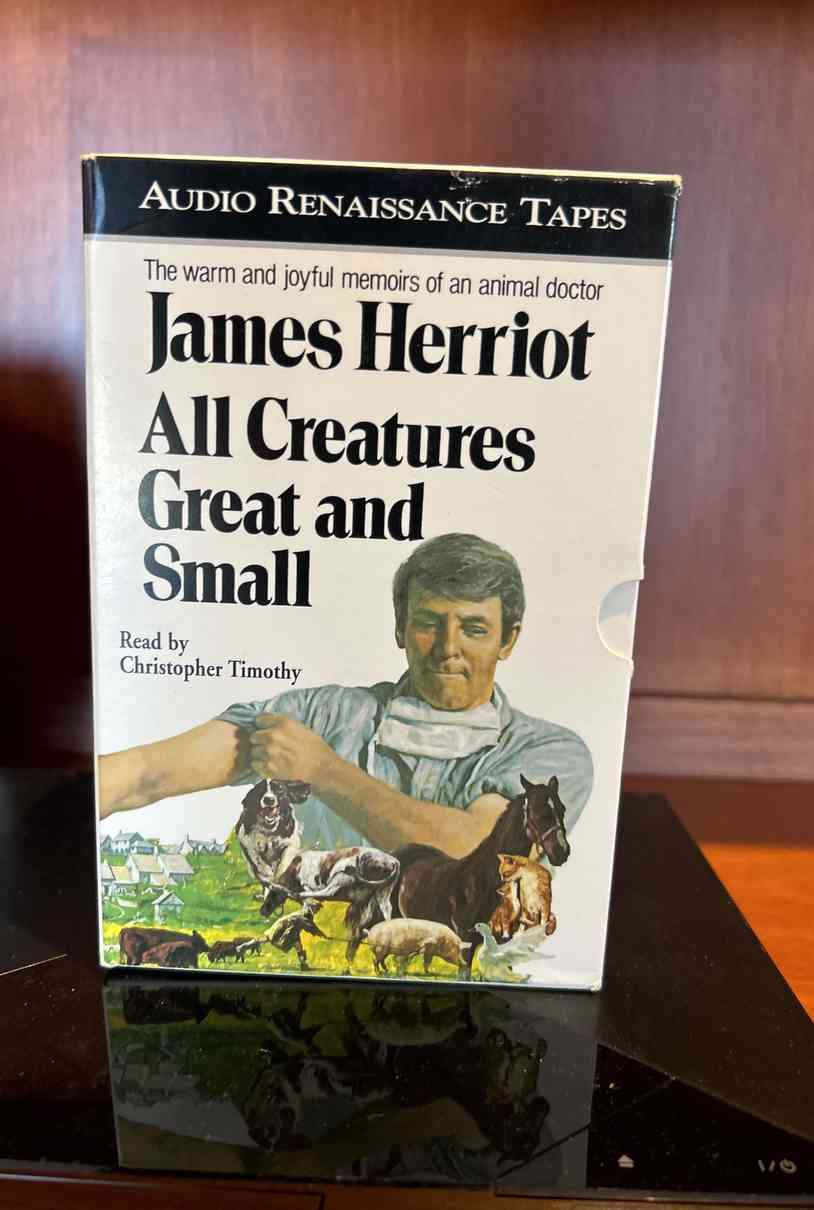 AUDIO RENAISSANCE TAPES
The warm and joyful memoirs of an animal doctor
James Herriot
All Creatures
Great and
Small
Read by
Christopher Timothy